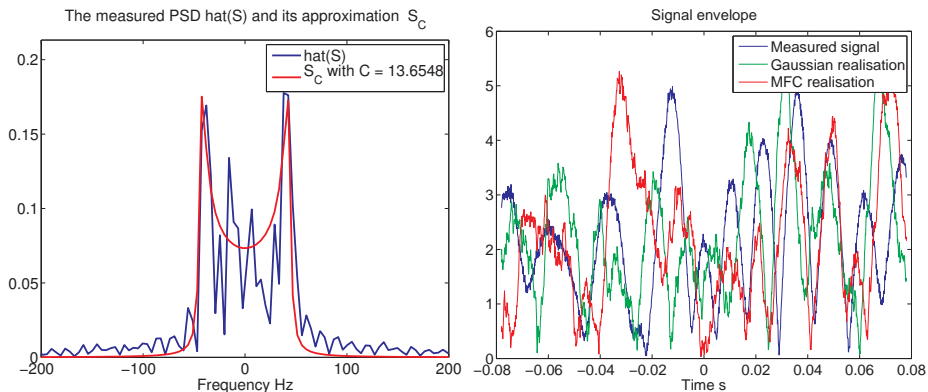 The measured PSD hat(S) and its approximation S_C
hat(S)
S_C with C = 13.6548
0.2
0.15
0.1
0.05
0
−200
−100
0
100
200
Frequency Hz
Signal envelope
Measured signal
Gaussian realisation
MFC realisation
6
5
4
3
2
1
0
−0.08
−0.06
−0.04
−0.02
0
0.02
0.04
0.06
0.08
Time s